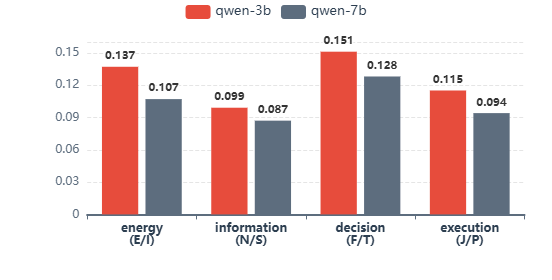 qwen-3b qwen-7b
0.15
0.12
0.09
0.06
0.03
0
0.137
0.107
0.099
0.087
0.151
0.128
0.115
0.094
energy
(E/I)
information
(N/S)
decision
(F/T)
execution
(J/P)